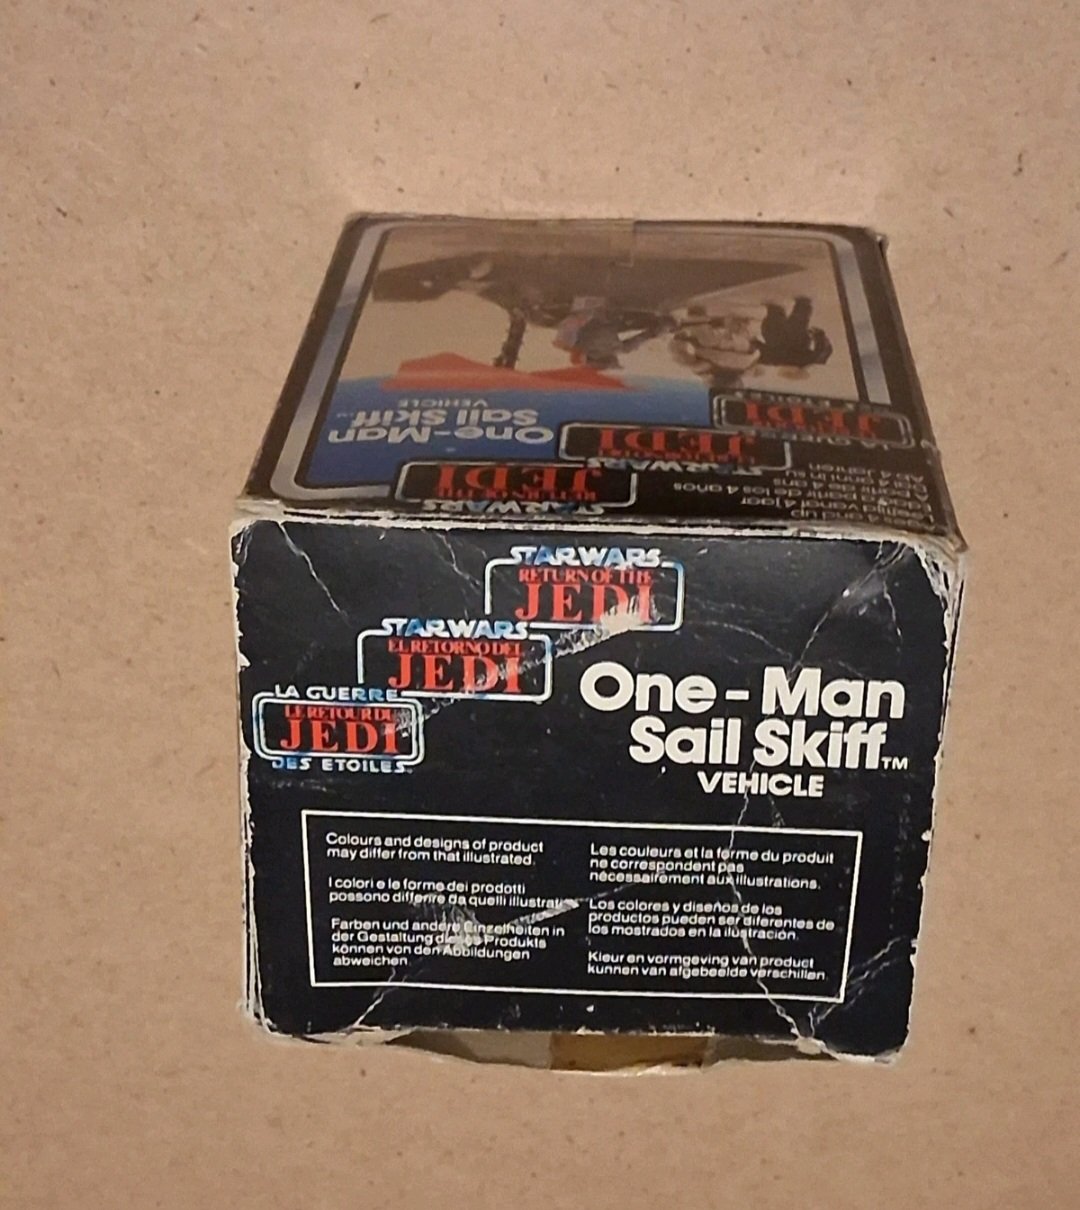 VEHICLE
Sail Skiff
One-Man
JEDI
JEDI
JEDI
STAR WARS
RETURN OF THE
JEDI
STAR WARS
EL RETORNO DEL
JEDI
LA GUERRE
LE RETOUR DU
JEDI
DES ETOILES
One-Man
Sail Skiff™
VEHICLE
Colours and designs of product
may differ from that illustrated.
I colori e le forme dei prodotti
possono differire da quelli illustrati
Farben und andere Einzelheiten in
der Gestaltung dieses Produkts
können von den Abbildungen
abweichen.
Les couleurs et la forme du produit
ne correspondent pas
nécessairement aux illustrations.
Los colores y diseños de los
productos pueden ser diferentes de
los mostrados en la ilustración.
Kleur en vormgeving van product
kunnen van afgebeelde verschillen.